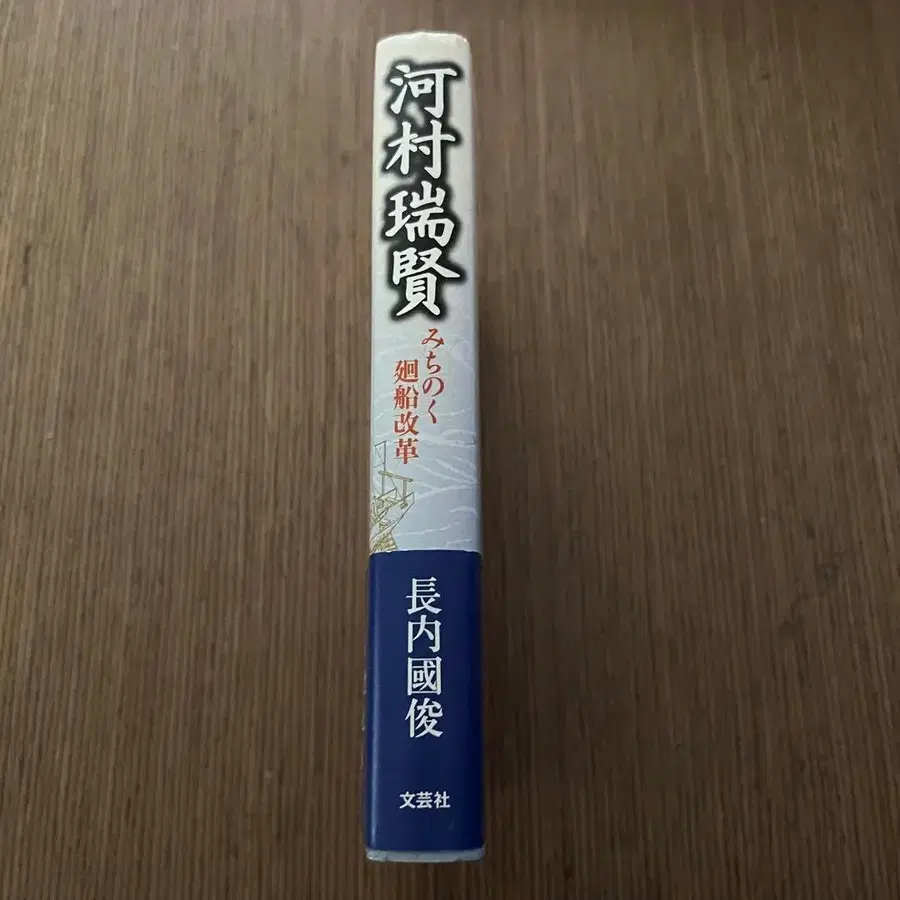 河村瑞賢
みちのく
廻船改革
長内國俊
文芸社